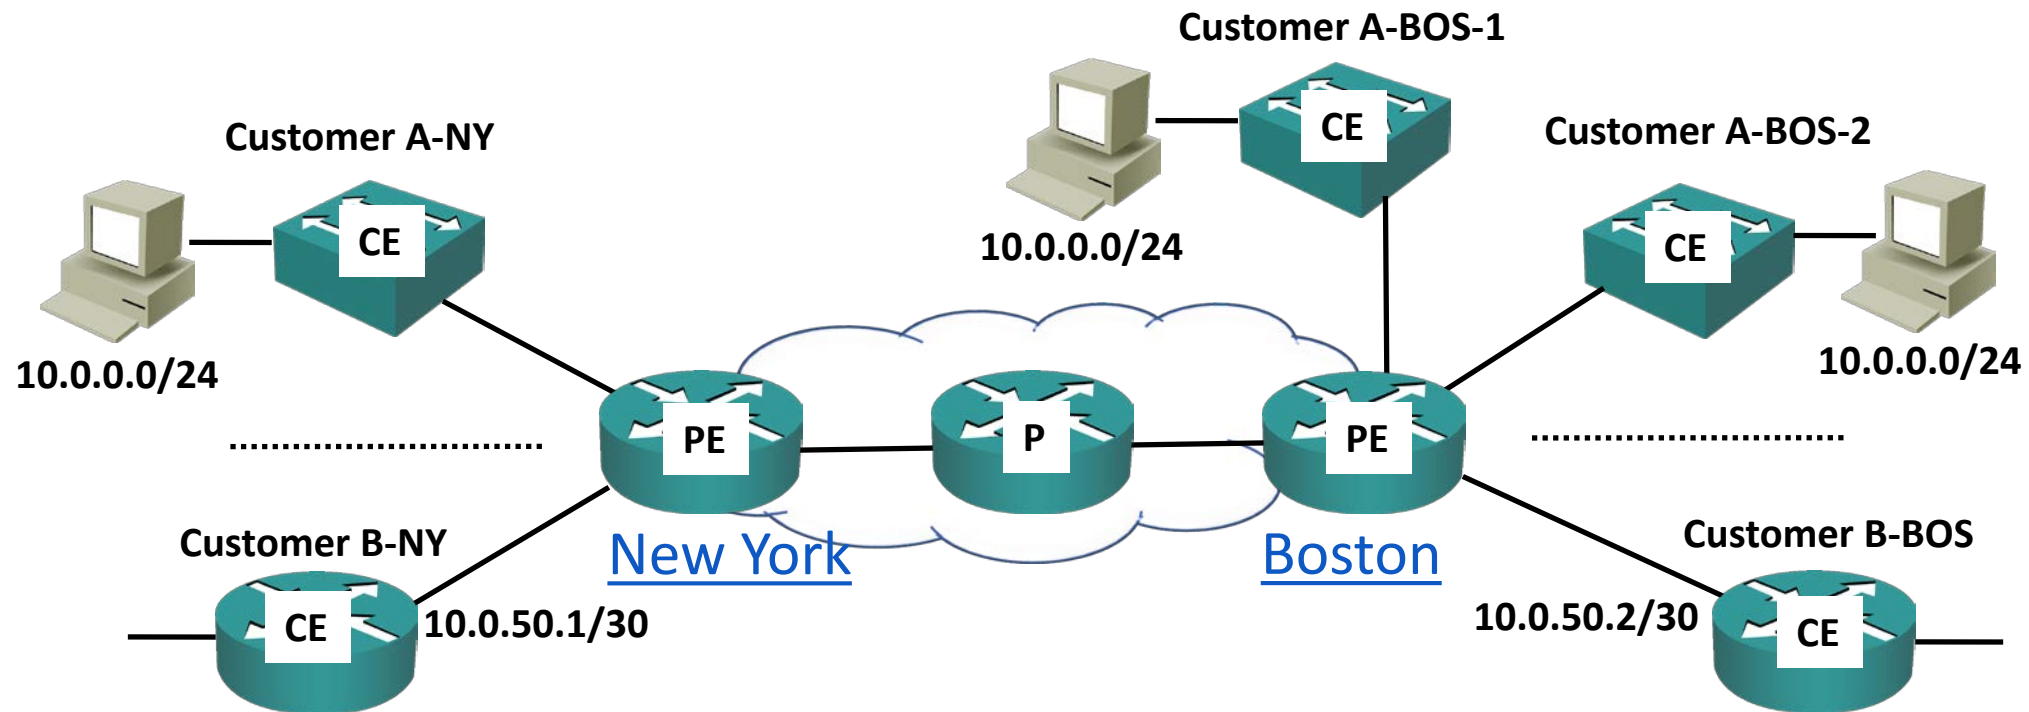 Customer A-BOS-1
CE
Customer A-NY
Customer A-BOS-2
CE
CE
10.0.0.0/24
10.0.0.0/24
10.0.0.0/24
PE
P
PE
New York
Boston
Customer B-NY
Customer B-BOS
CE
10.0.50.1/30
10.0.50.2/30
CE